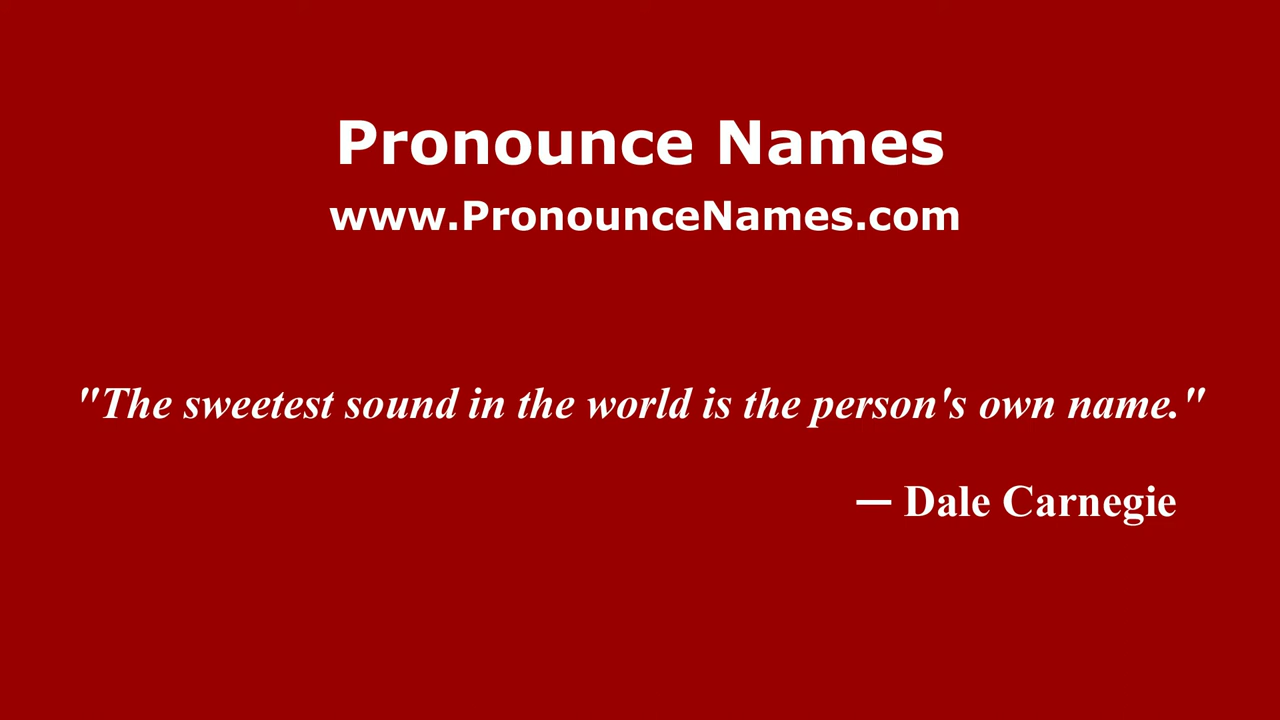 Pronounce Names
www.PronounceNames.com
"The sweetest sound in the world is the person's own name."
— Dale Carnegie